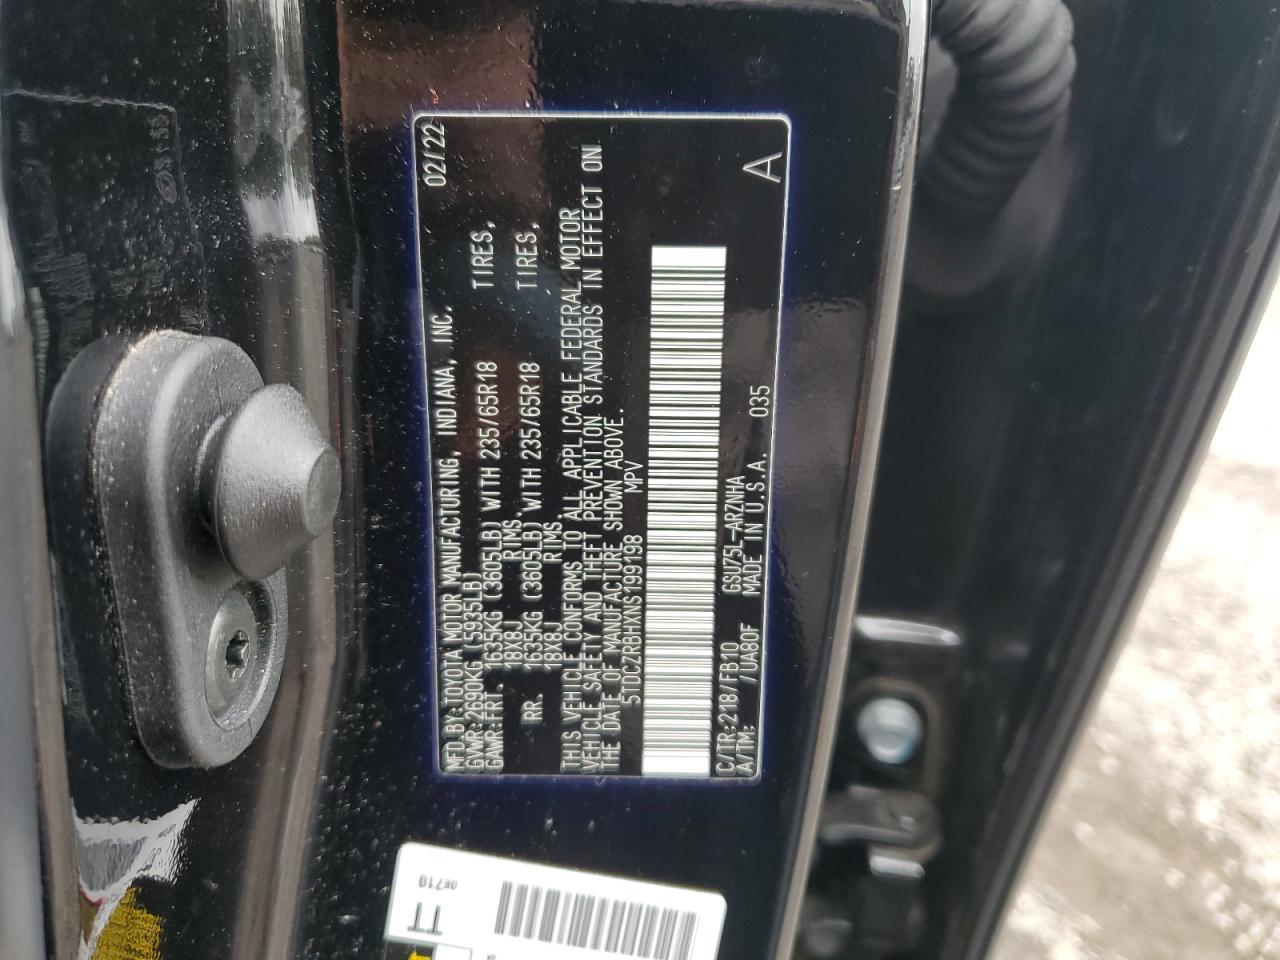 MFD.BY:TOYOTA MOTOR MANUFACTURING, INDIANA, INC. 02/22
GVWR:2690KG (5935LB)
GAWR:FRT. 1635KG (3605LB) WITH 235/65R18 TIRES,
18X8J RIMS
RR. 1635KG (3605LB) WITH 235/65R18 TIRES,
18X8J RIMS
THIS VEHICLE CONFORMS TO ALL APPLICABLE FEDERAL MOTOR
VEHICLE SAFETY AND THEFT PREVENTION STANDARDS IN EFFECT ON
THE DATE OF MANUFACTURE SHOWN ABOVE.
5TDCZRBHXNS199198 MPV
C/TR:218/FB10 GSU75L-ARZNHA
A/TM: /UA80F MADE IN U.S.A. 035 A
TT 0E710